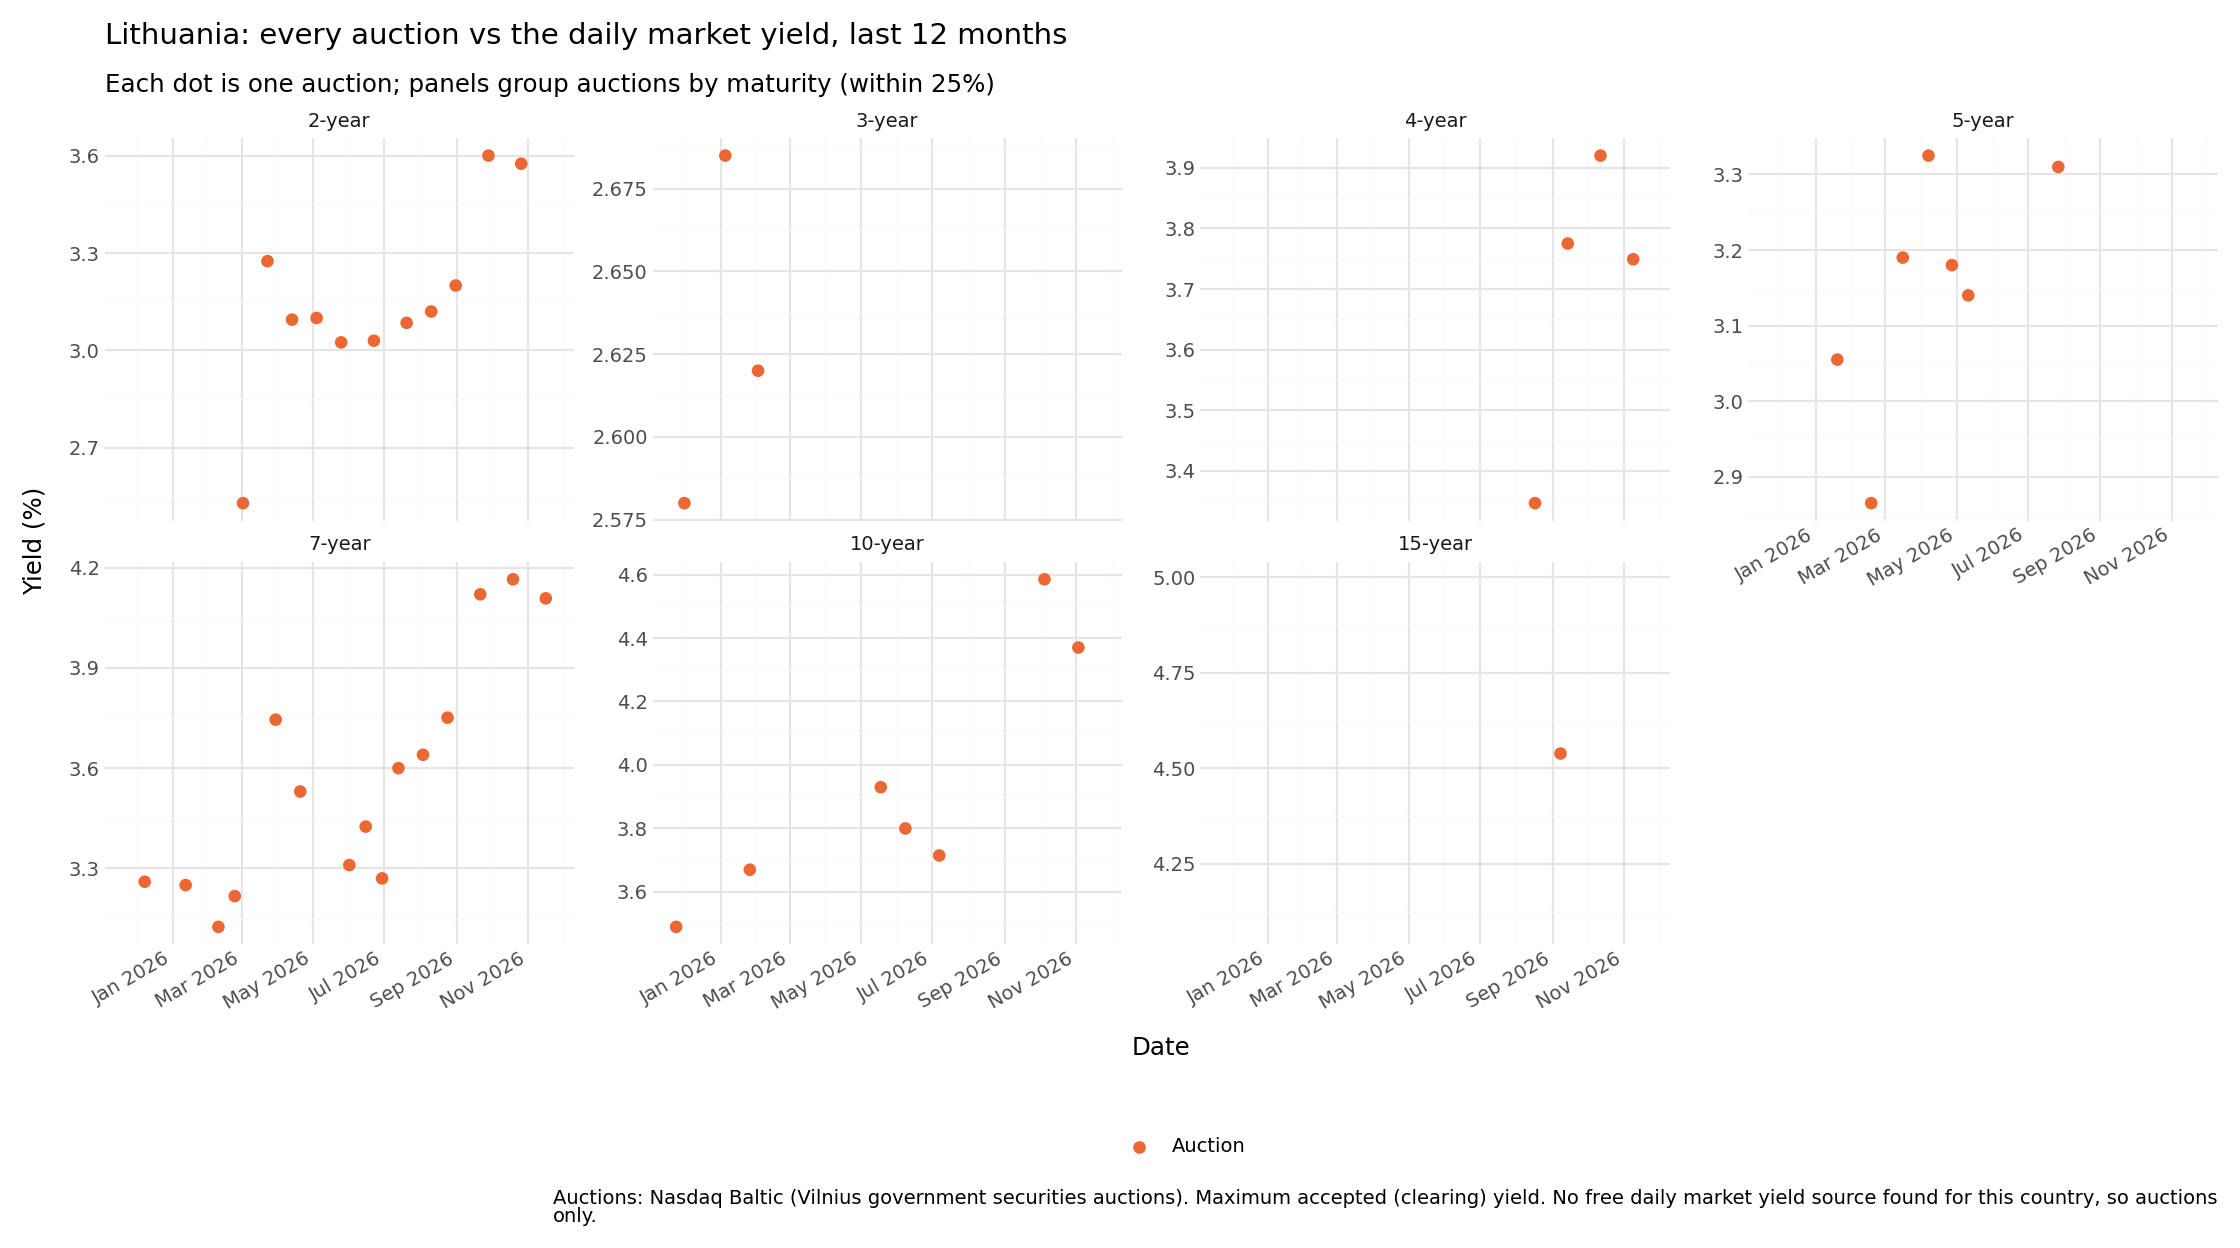 Lithuania: every auction vs the daily market yield, last 12 months
Each dot is one auction; panels group auctions by maturity (within 25%)
2-year
3-year
4-year
5-year
3.6
3.3
3.0
2.7
2.675
2.650
2.625
2.600
2.575
3.9
3.8
3.7
3.6
3.5
3.4
3.3
3.2
3.1
3.0
2.9
Jan 2026
Mar 2026
May 2026
Jul 2026
Sep 2026
Nov 2026
Yield (%)
7-year
10-year
15-year
4.2
3.9
3.6
3.3
4.6
4.4
4.2
4.0
3.8
3.6
5.00
4.75
4.50
4.25
Jan 2026
Mar 2026
May 2026
Jul 2026
Sep 2026
Nov 2026
Jan 2026
Mar 2026
May 2026
Jul 2026
Sep 2026
Nov 2026
Jan 2026
Mar 2026
May 2026
Jul 2026
Sep 2026
Nov 2026
Date
Auction
Auctions: Nasdaq Baltic (Vilnius government securities auctions). Maximum accepted (clearing) yield. No free daily market yield source found for this country, so auctions
only.